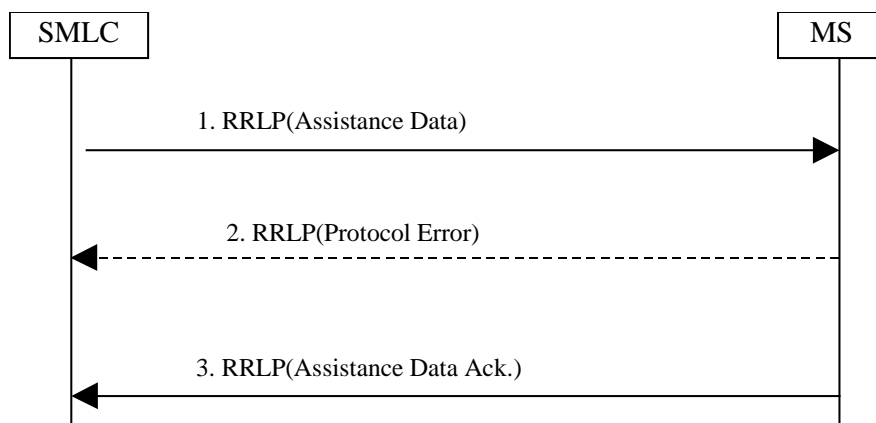 SMLC
MS
1. RRLP(Assistance Data)
2. RRLP(Protocol Error)
3. RRLP(Assistance Data Ack.)